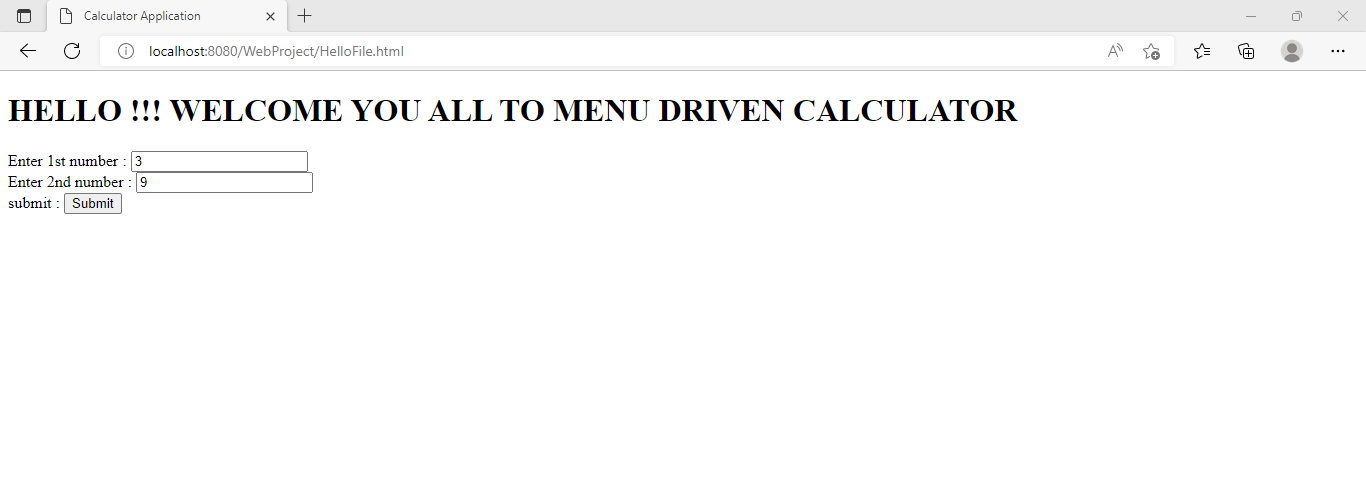 Calculator Application
localhost:8080/WebProject/HelloFile.html
HELLO !!! WELCOME YOU ALL TO MENU DRIVEN CALCULATOR
Enter 1st number : 3
Enter 2nd number : 9
submit : Submit